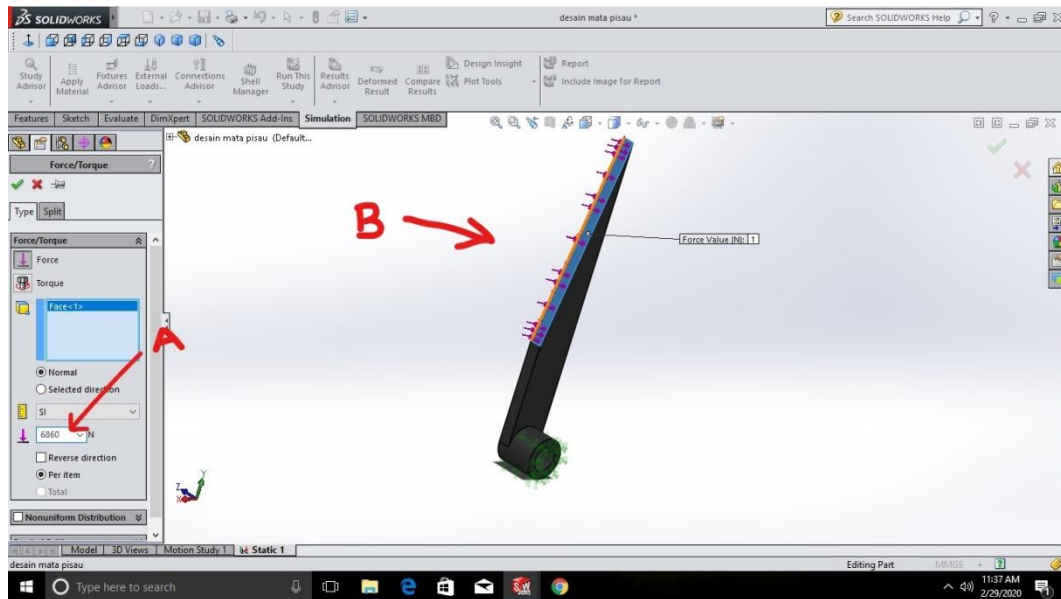 SOLIDWORKS
desain mata pisau *
Search SOLIDWORKS Help
Study Advisor
Apply Material
Fixtures Advisor
External Loads...
Connections Advisor
Shell Manager
Run This Study
Results Advisor
Deformed Result
Compare Results
Design Insight
Plot Tools
Report
Include Image for Report
Features Sketch Evaluate DimXpert SOLIDWORKS Add-Ins Simulation SOLIDWORKS MBD
desain mata pisau (Default...
Force/Torque ?
Type Split
Force/Torque
Force
Torque
Face<1>
Normal
Selected direction
SI
6860 N
Reverse direction
Per item
Total
Nonuniform Distribution
A
B
Force Value (N): 1
Y
Z
X
Model 3D Views Motion Study 1 Static 1
desain mata pisau
Editing Part
MMGS
Type here to search
11:37 AM
2/29/2020